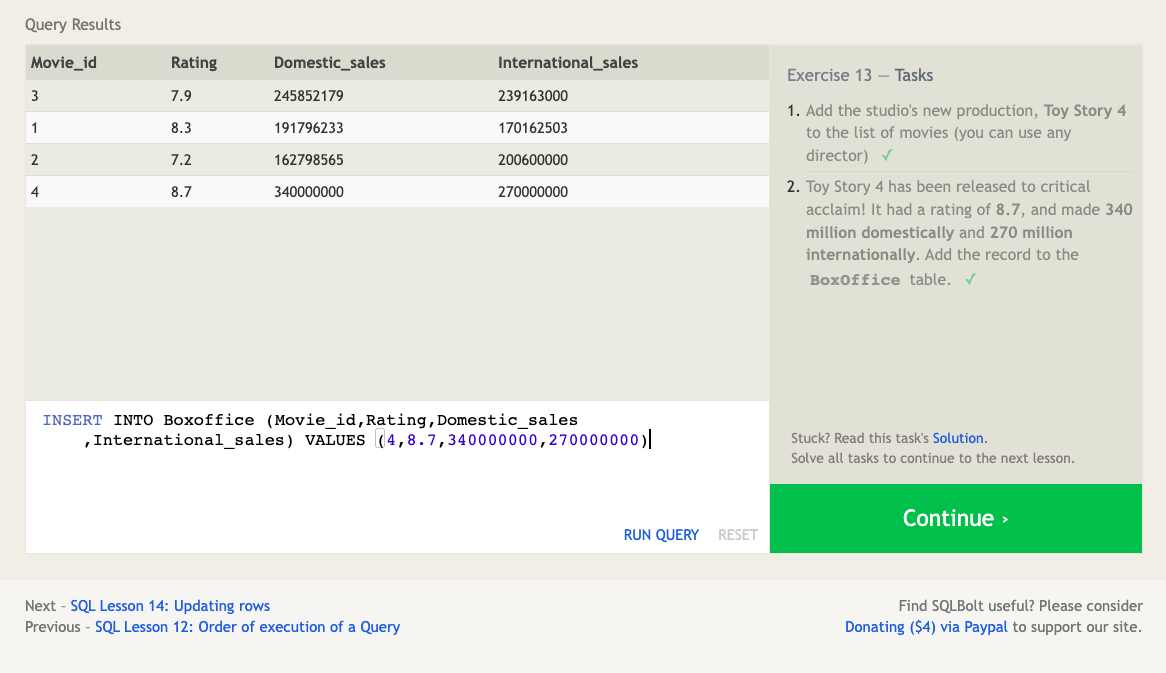 Query Results
Movie_id Rating Domestic_sales International_sales
3 7.9 245852179 239163000
1 8.3 191796233 170162503
2 7.2 162798565 200600000
4 8.7 340000000 270000000
INSERT INTO Boxoffice (Movie_id,Rating,Domestic_sales
,International_sales) VALUES (4,8.7,340000000,270000000)
RUN QUERY RESET
Exercise 13 — Tasks
1. Add the studio's new production, Toy Story 4
to the list of movies (you can use any
director) ✓
2. Toy Story 4 has been released to critical
acclaim! It had a rating of 8.7, and made 340
million domestically and 270 million
internationally. Add the record to the
BoxOffice table. ✓
Stuck? Read this task's Solution.
Solve all tasks to continue to the next lesson.
Continue ›
Next – SQL Lesson 14: Updating rows
Previous – SQL Lesson 12: Order of execution of a Query
Find SQLBolt useful? Please consider
Donating ($4) via Paypal to support our site.